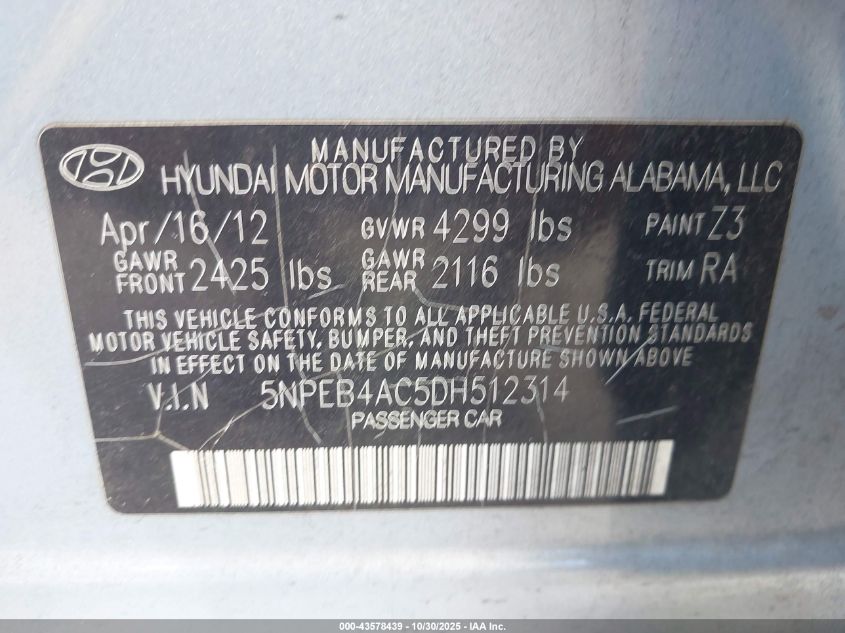 MANUFACTURED BY
HYUNDAI MOTOR MANUFACTURING ALABAMA, LLC
Apr/16/12 GVWR 4299 lbs PAINT Z3
GAWR FRONT 2425 lbs GAWR REAR 2116 lbs TRIM RA
THIS VEHICLE CONFORMS TO ALL APPLICABLE U.S.A. FEDERAL
MOTOR VEHICLE SAFETY, BUMPER, AND THEFT PREVENTION STANDARDS
IN EFFECT ON THE DATE OF MANUFACTURE SHOWN ABOVE
V.I.N 5NPEB4AC5DH512314
PASSENGER CAR
000-43578439 - 10/30/2025 - IAA Inc.